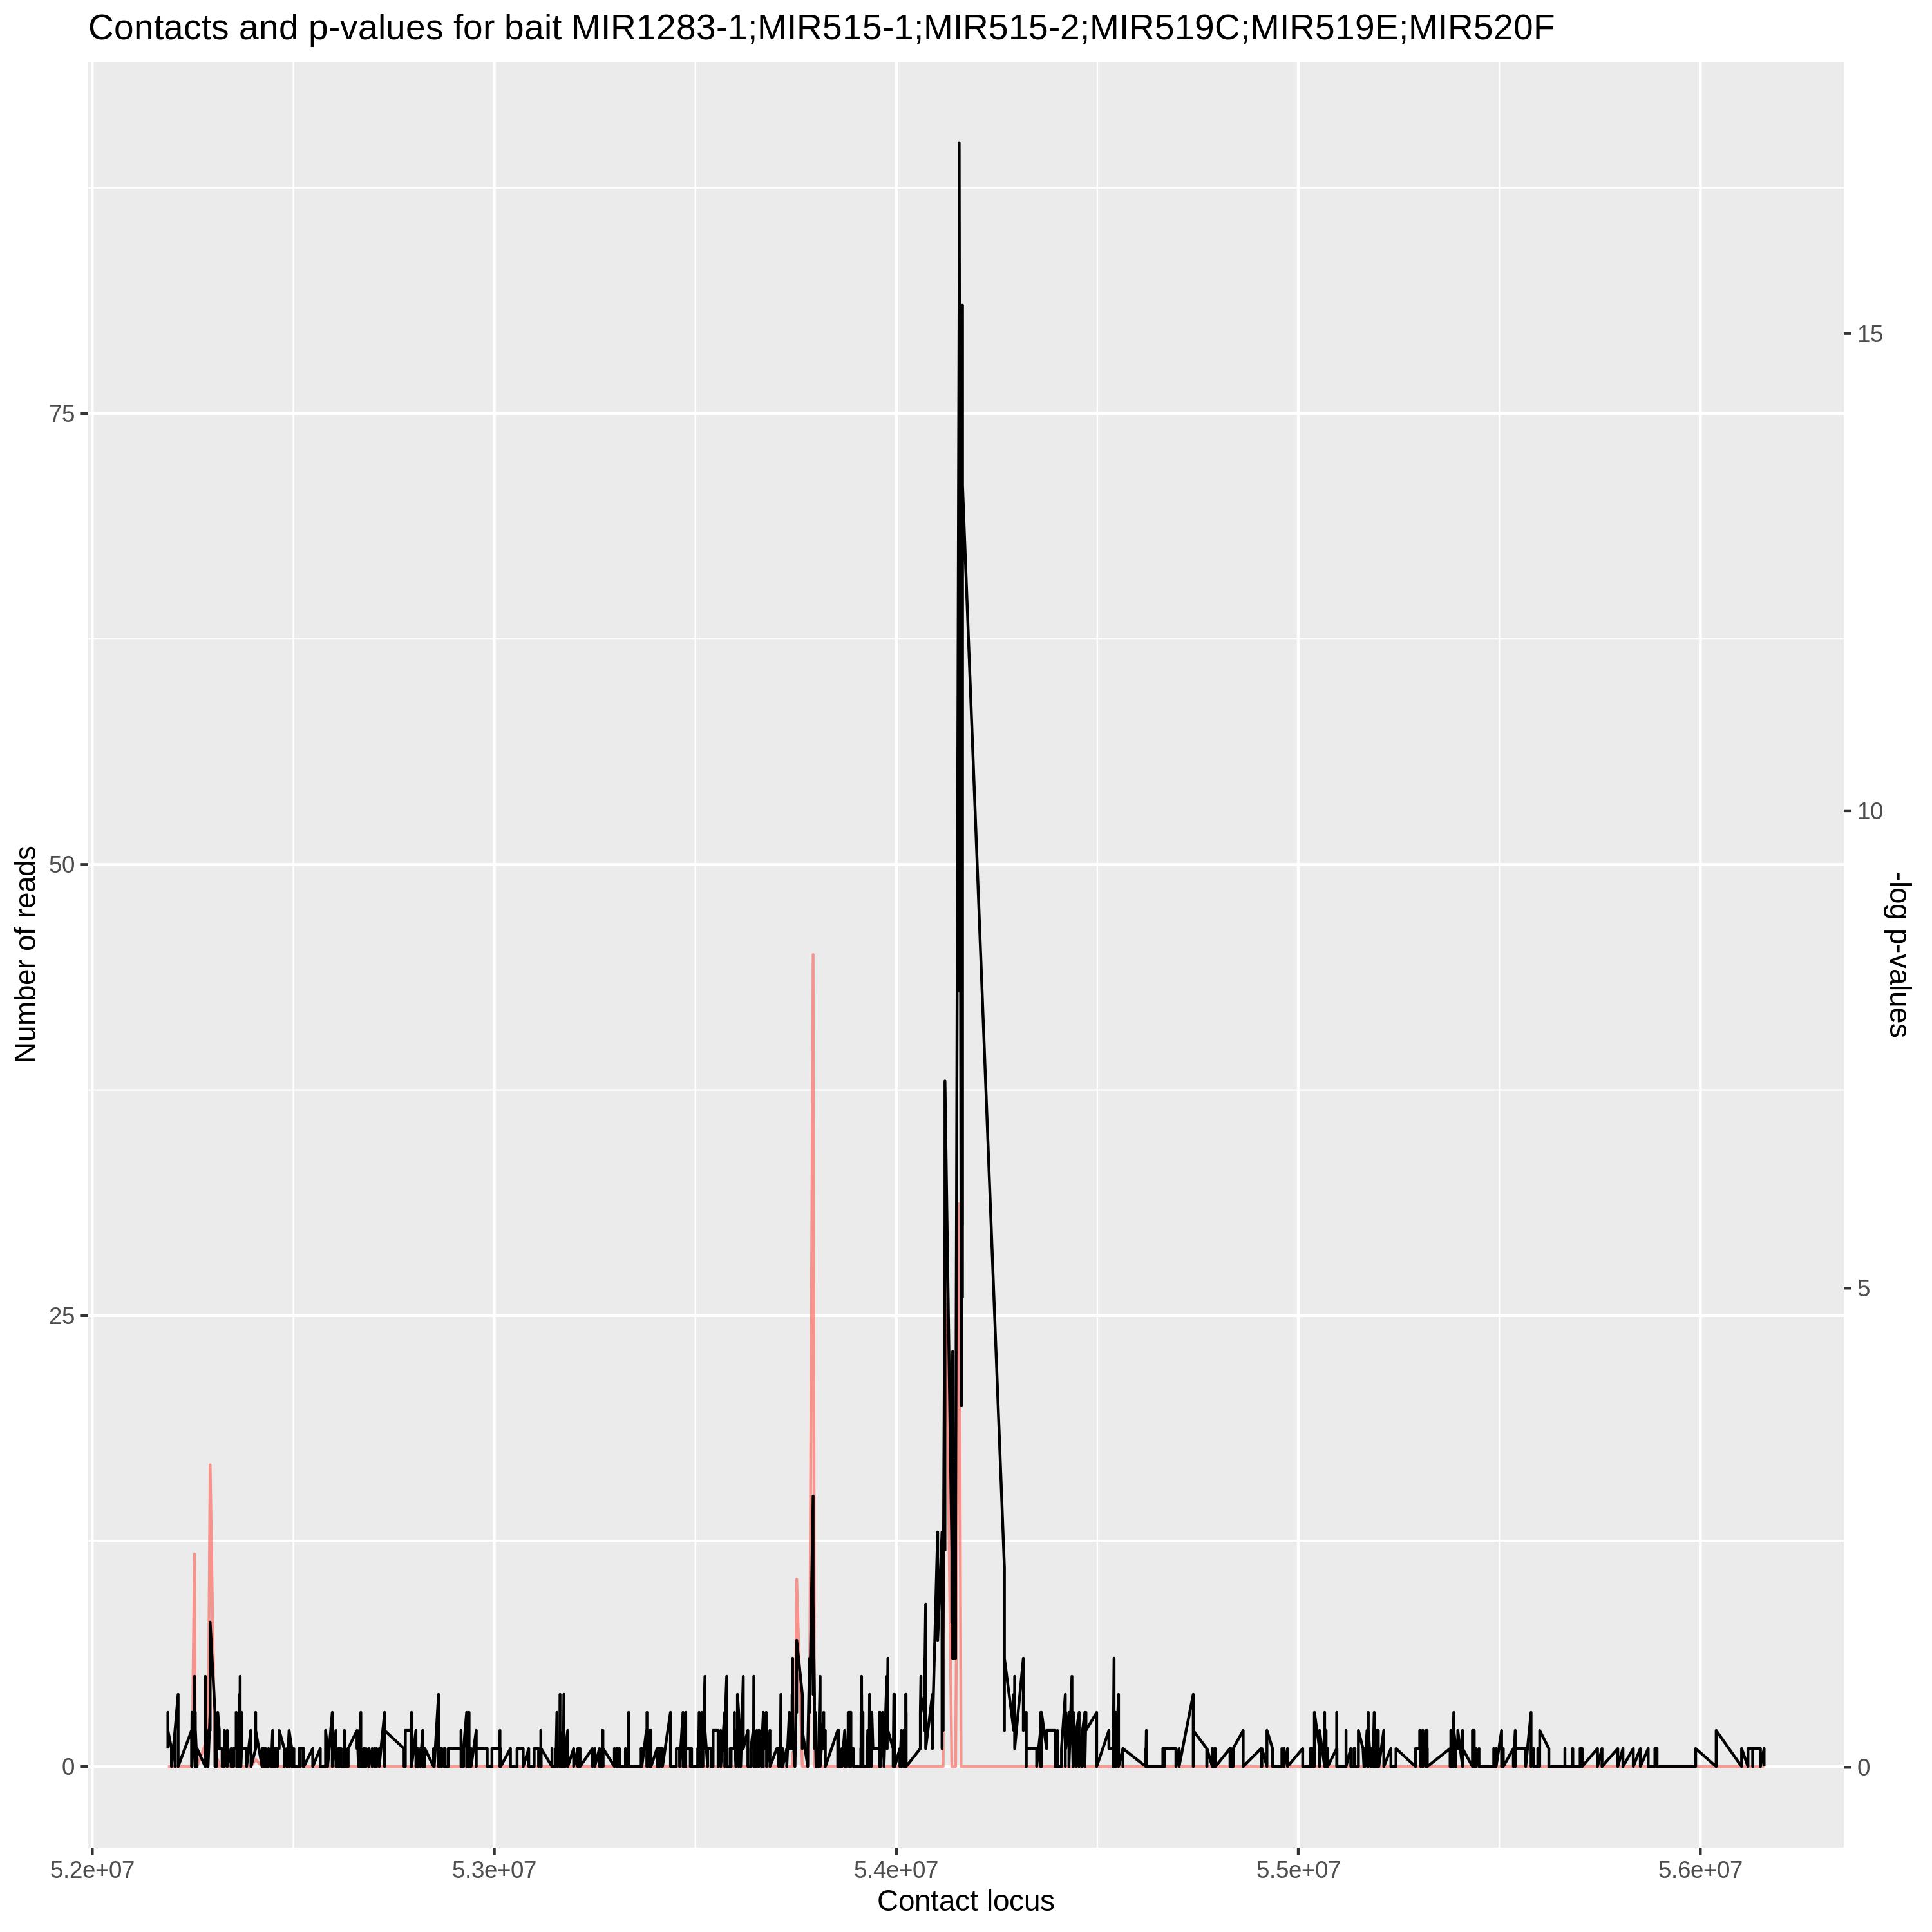 Contacts and p-values for bait MIR1283-1;MIR515-1;MIR515-2;MIR519C;MIR519E;MIR520F
Number of reads
75
50
25
0
15
10
5
0
-log p-values
5.2e+07
5.3e+07
5.4e+07
5.5e+07
5.6e+07
Contact locus